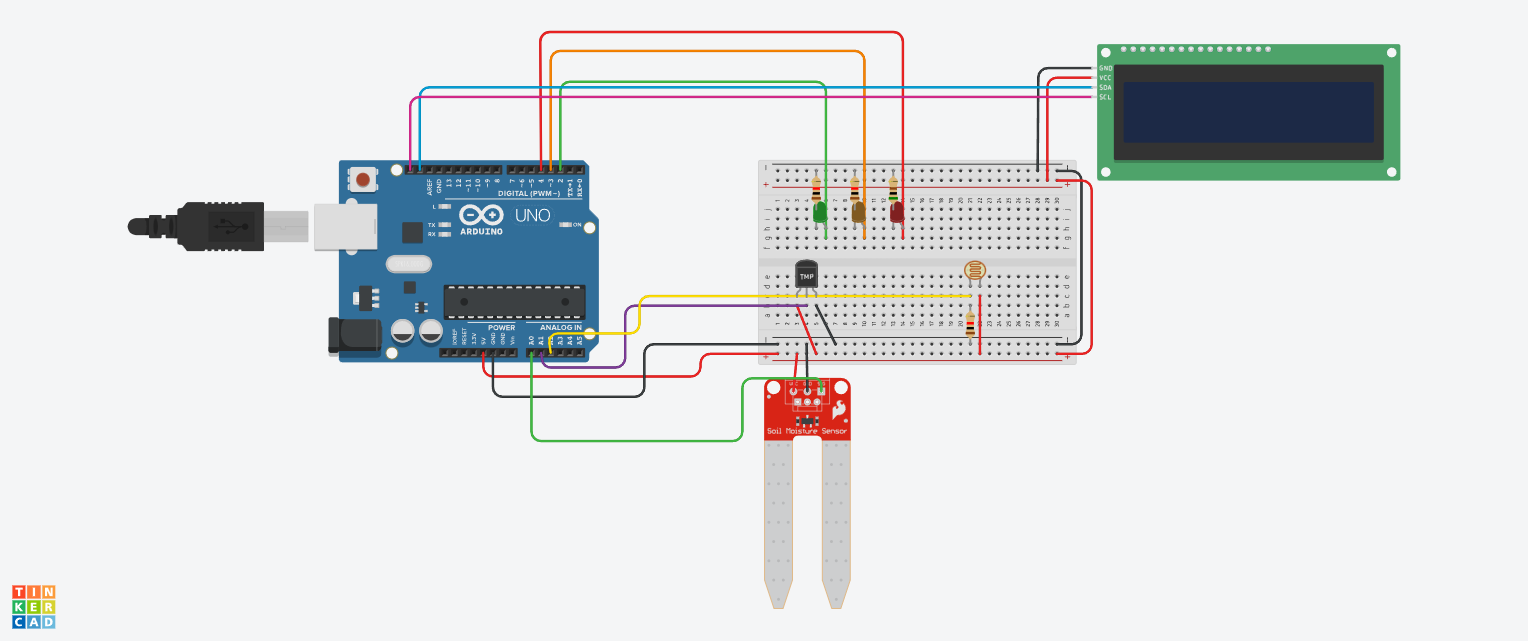 GND
VCC
SDA
SCL
AREF
GND
13
12
~11
~10
~9
8
7
~6
~5
4
~3
2
TX→1
RX←0
DIGITAL (PWM~)
L
TX
RX
UNO
ARDUINO
ON
TMP
POWER
ANALOG IN
IOREF
RESET
3.3V
5V
GND
GND
Vin
A0
A1
A3
A4
A5
Soil Moisture Sensor
TIN
KER
CAD